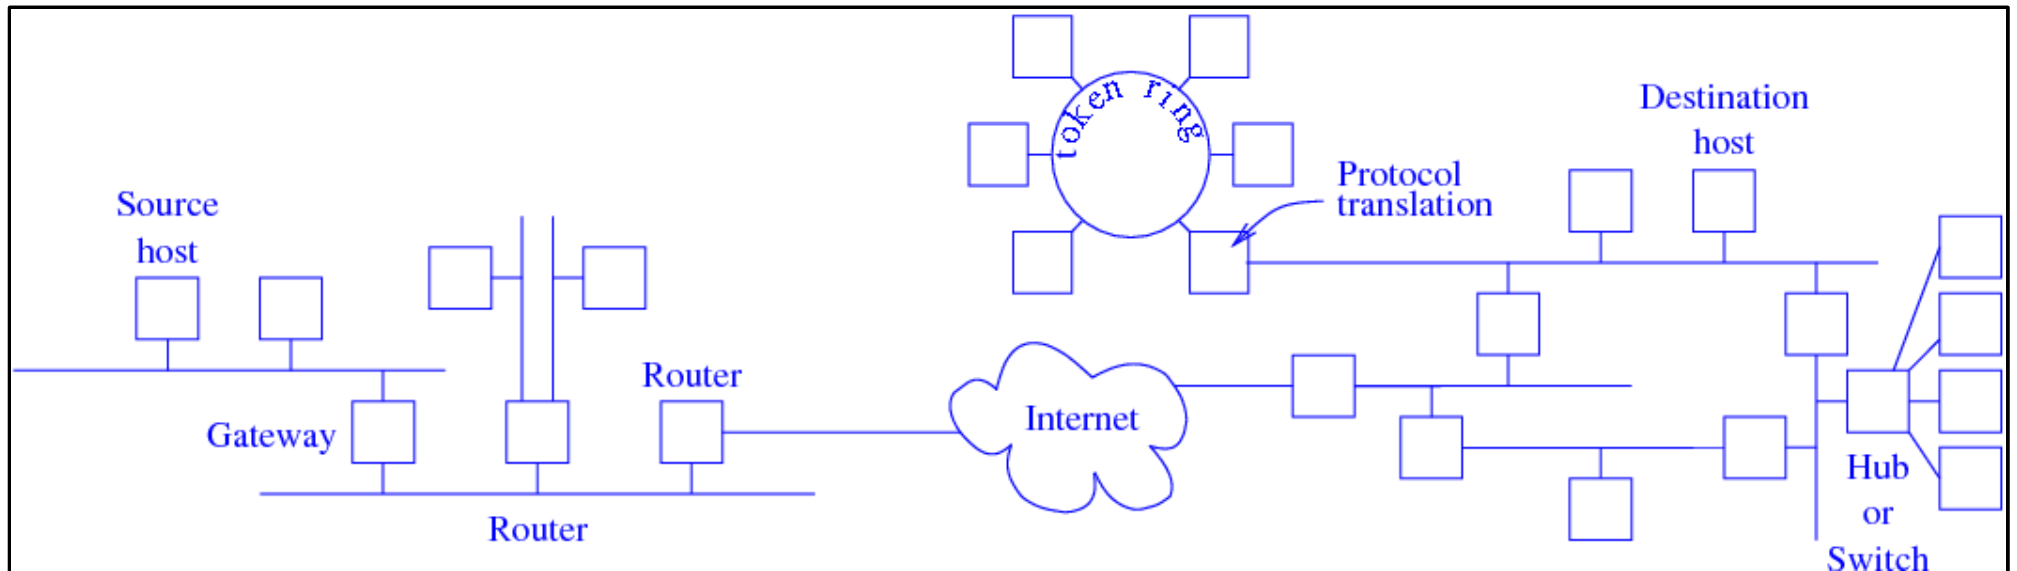 token ring
Destination
host
Protocol
translation
Source
host
Router
Internet
Gateway
Router
Hub
or
Switch